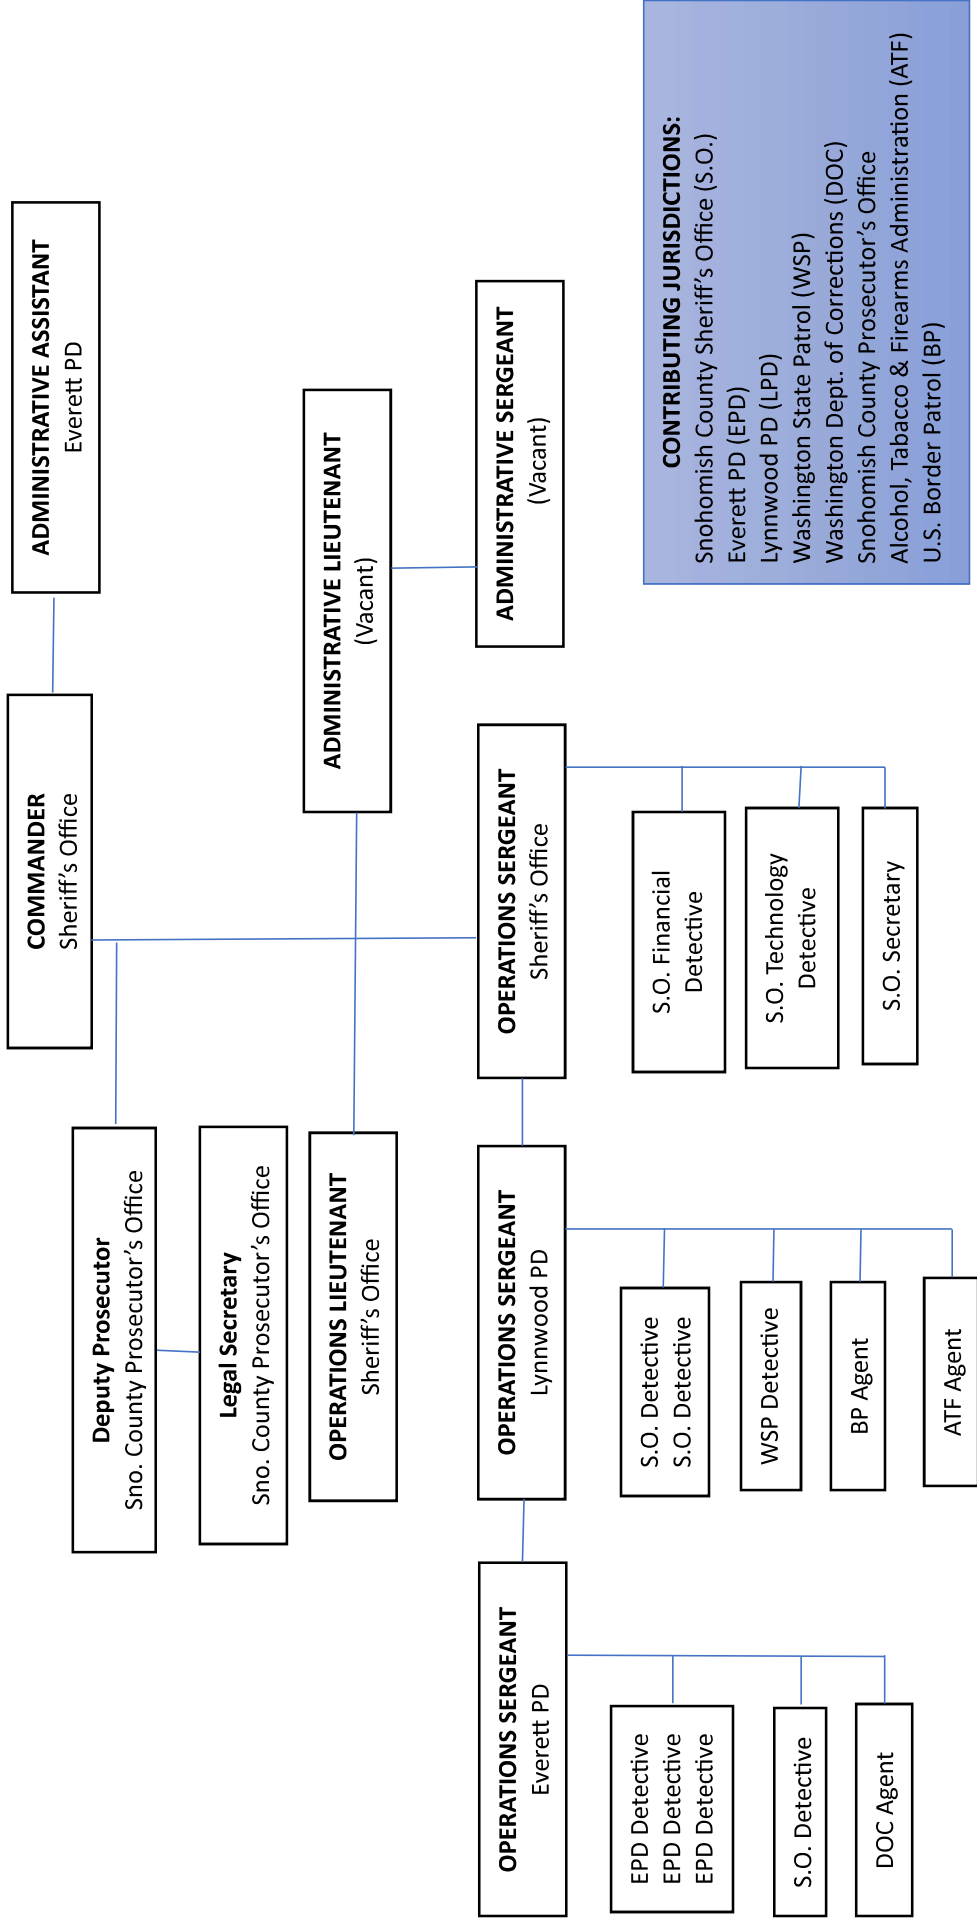 COMMANDER
Sheriff's Office
ADMINISTRATIVE ASSISTANT
Everett PD
Deputy Prosecutor
Sno. County Prosecutor's Office
Legal Secretary
Sno. County Prosecutor's Office
OPERATIONS LIEUTENANT
Sheriff's Office
ADMINISTRATIVE LIEUTENANT
(Vacant)
OPERATIONS SERGEANT
Everett PD
OPERATIONS SERGEANT
Lynnwood PD
OPERATIONS SERGEANT
Sheriff's Office
ADMINISTRATIVE SERGEANT
(Vacant)
EPD Detective
EPD Detective
EPD Detective
S.O. Detective
DOC Agent
S.O. Detective
S.O. Detective
WSP Detective
BP Agent
ATF Agent
S.O. Financial
Detective
S.O. Technology
Detective
S.O. Secretary
CONTRIBUTING JURISDICTIONS:
Snohomish County Sheriff's Office (S.O.)
Everett PD (EPD)
Lynnwood PD (LPD)
Washington State Patrol (WSP)
Washington Dept. of Corrections (DOC)
Snohomish County Prosecutor's Office
Alcohol, Tabacco & Firearms Administration (ATF)
U.S. Border Patrol (BP)